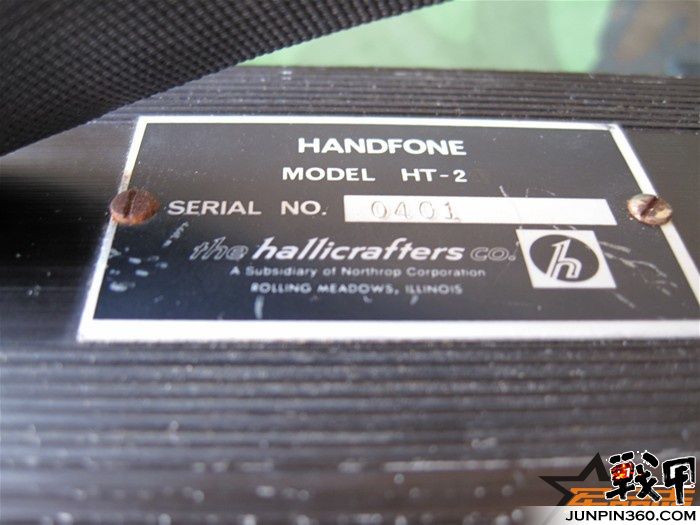 HANDFONE
MODEL HT-2
SERIAL NO. 0401
the hallicrafters co.
h
A Subsidiary of Northrop Corporation
ROLLING MEADOWS, ILLINOIS
戰甲
JUNPIN360.COM